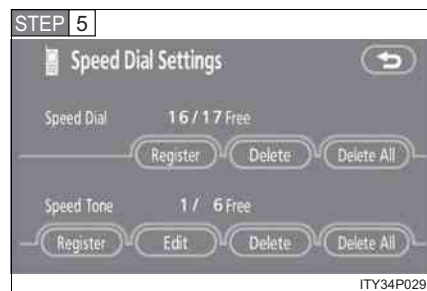 STEP 5
Speed Dial Settings
Speed Dial 16/17 Free
Register Delete Delete All
Speed Tone 1/ 6 Free
Register Edit Delete Delete All
ITY34P029